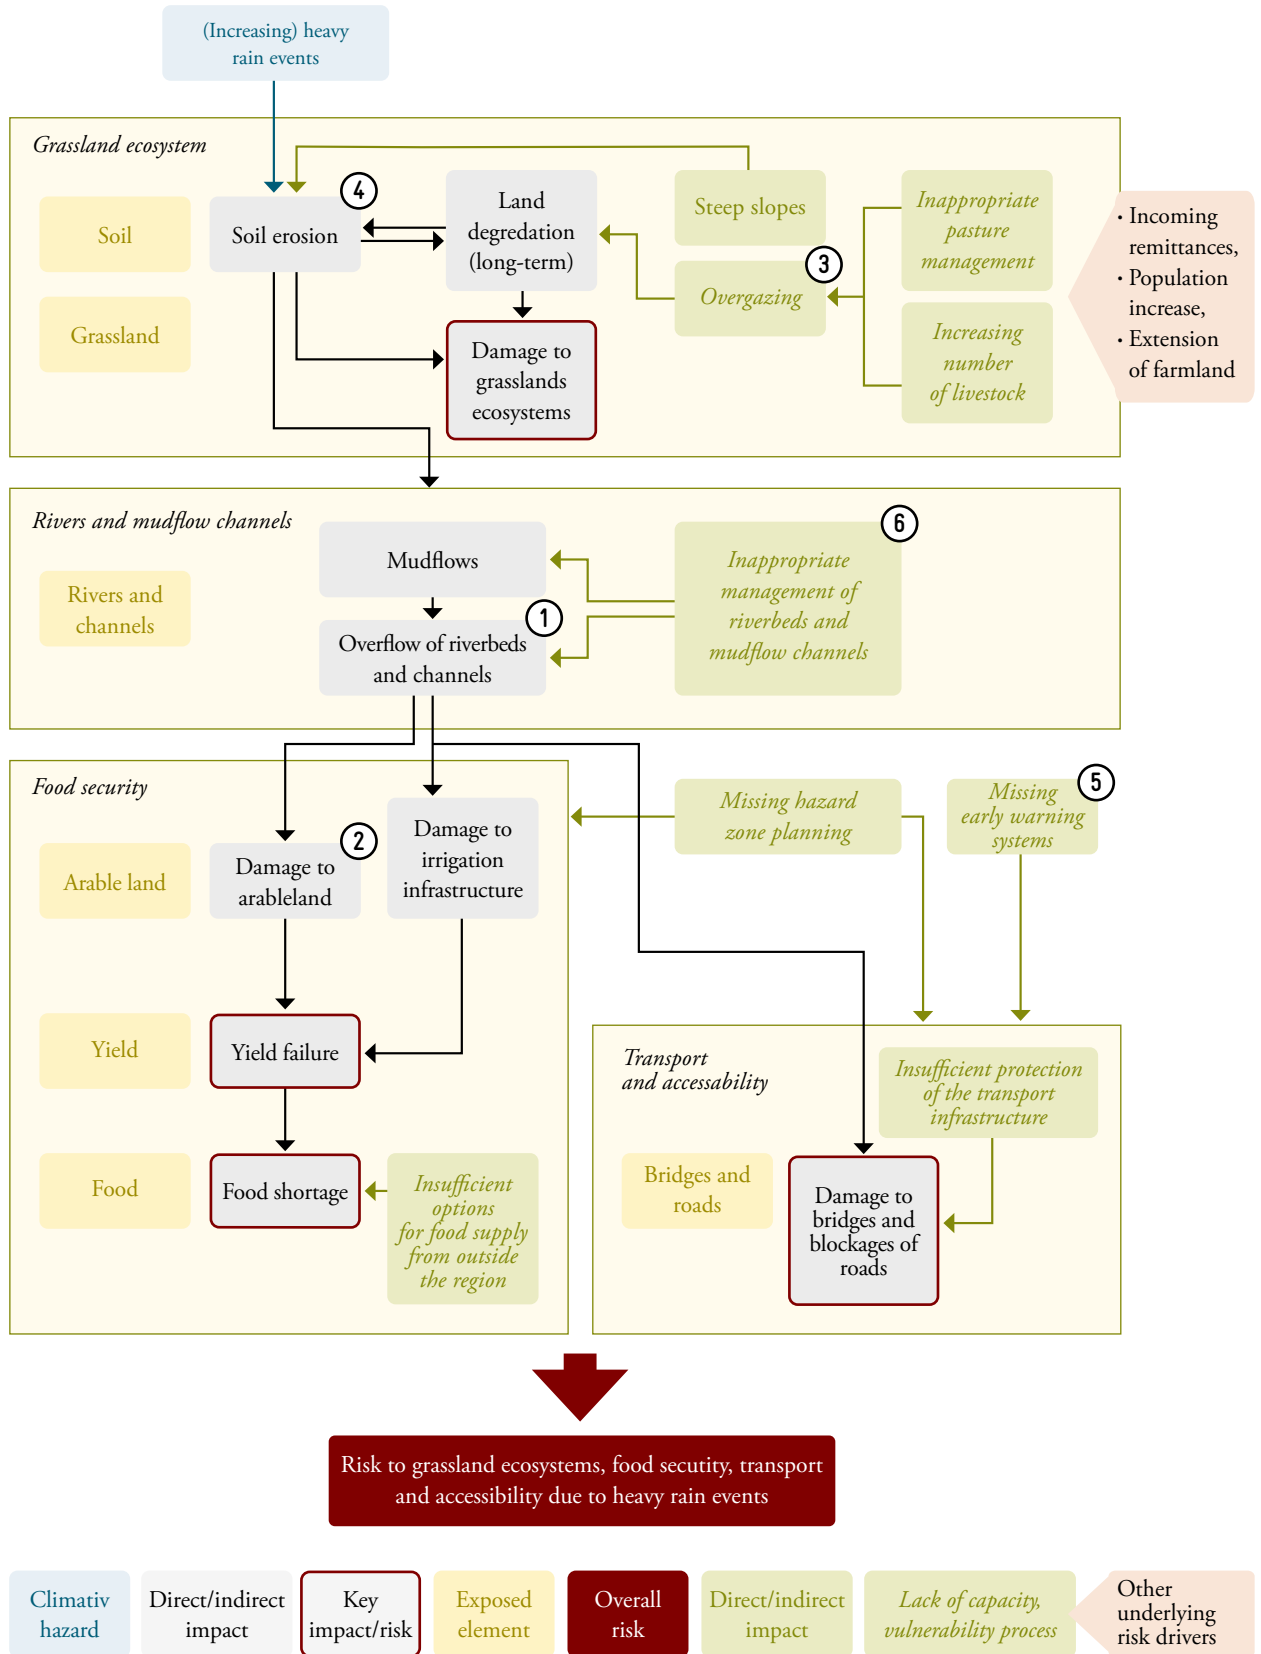 (Increasing) heavy
rain events
Grassland ecosystem
Soil
Soil erosion
4
Land
degredation
(long-term)
Steep slopes
Inappropriate
pasture
management
· Incoming
remittances,
· Population
increase,
· Extension
of farmland
3
Overgazing
Grassland
Damage to
grasslands
ecosystems
Increasing
number
of livestock
Rivers and mudflow channels
Mudflows
6
Inappropriate
management of
riverbeds and
mudflow channels
Rivers and
channels
1
Overflow of riverbeds
and channels
Food security
Missing hazard
zone planning
5
Missing
early warning
systems
Arable land
2
Damage to
arableland
Damage to
irrigation
infrastructure
Yield
Yield failure
Transport
and accessability
Insufficient protection
of the transport
infrastructure
Food
Food shortage
Insufficient
options
for food supply
from outside
the region
Bridges and
roads
Damage to
bridges and
blockages of
roads
Risk to grassland ecosystems, food secutity, transport
and accessibility due to heavy rain events
Climativ
hazard
Direct/indirect
impact
Key
impact/risk
Exposed
element
Overall
risk
Direct/indirect
impact
Lack of capacity,
vulnerability process
Other
underlying
risk drivers